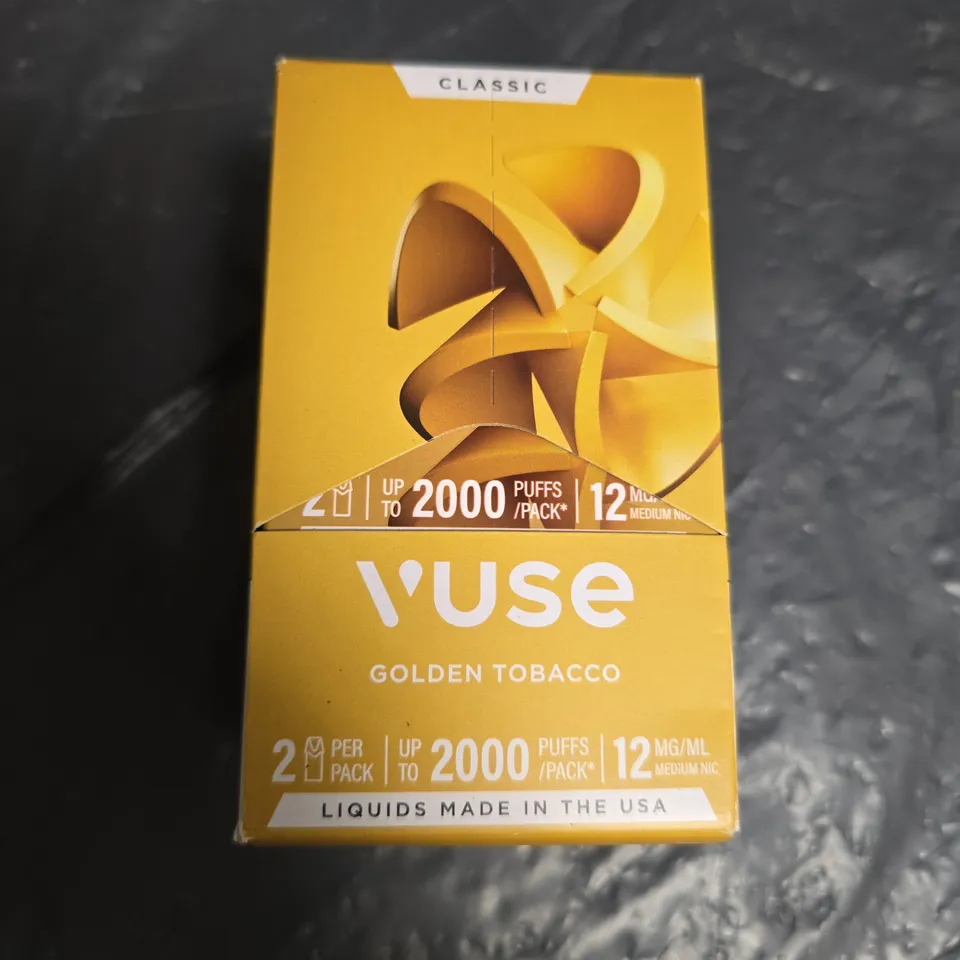 CLASSIC
2 UP TO 2000 PUFFS /PACK* 12 MG/
MEDIUM NIC
VUSE
GOLDEN TOBACCO
2 PER PACK UP TO 2000 PUFFS /PACK* 12 MG/ML MEDIUM NIC
LIQUIDS MADE IN THE USA